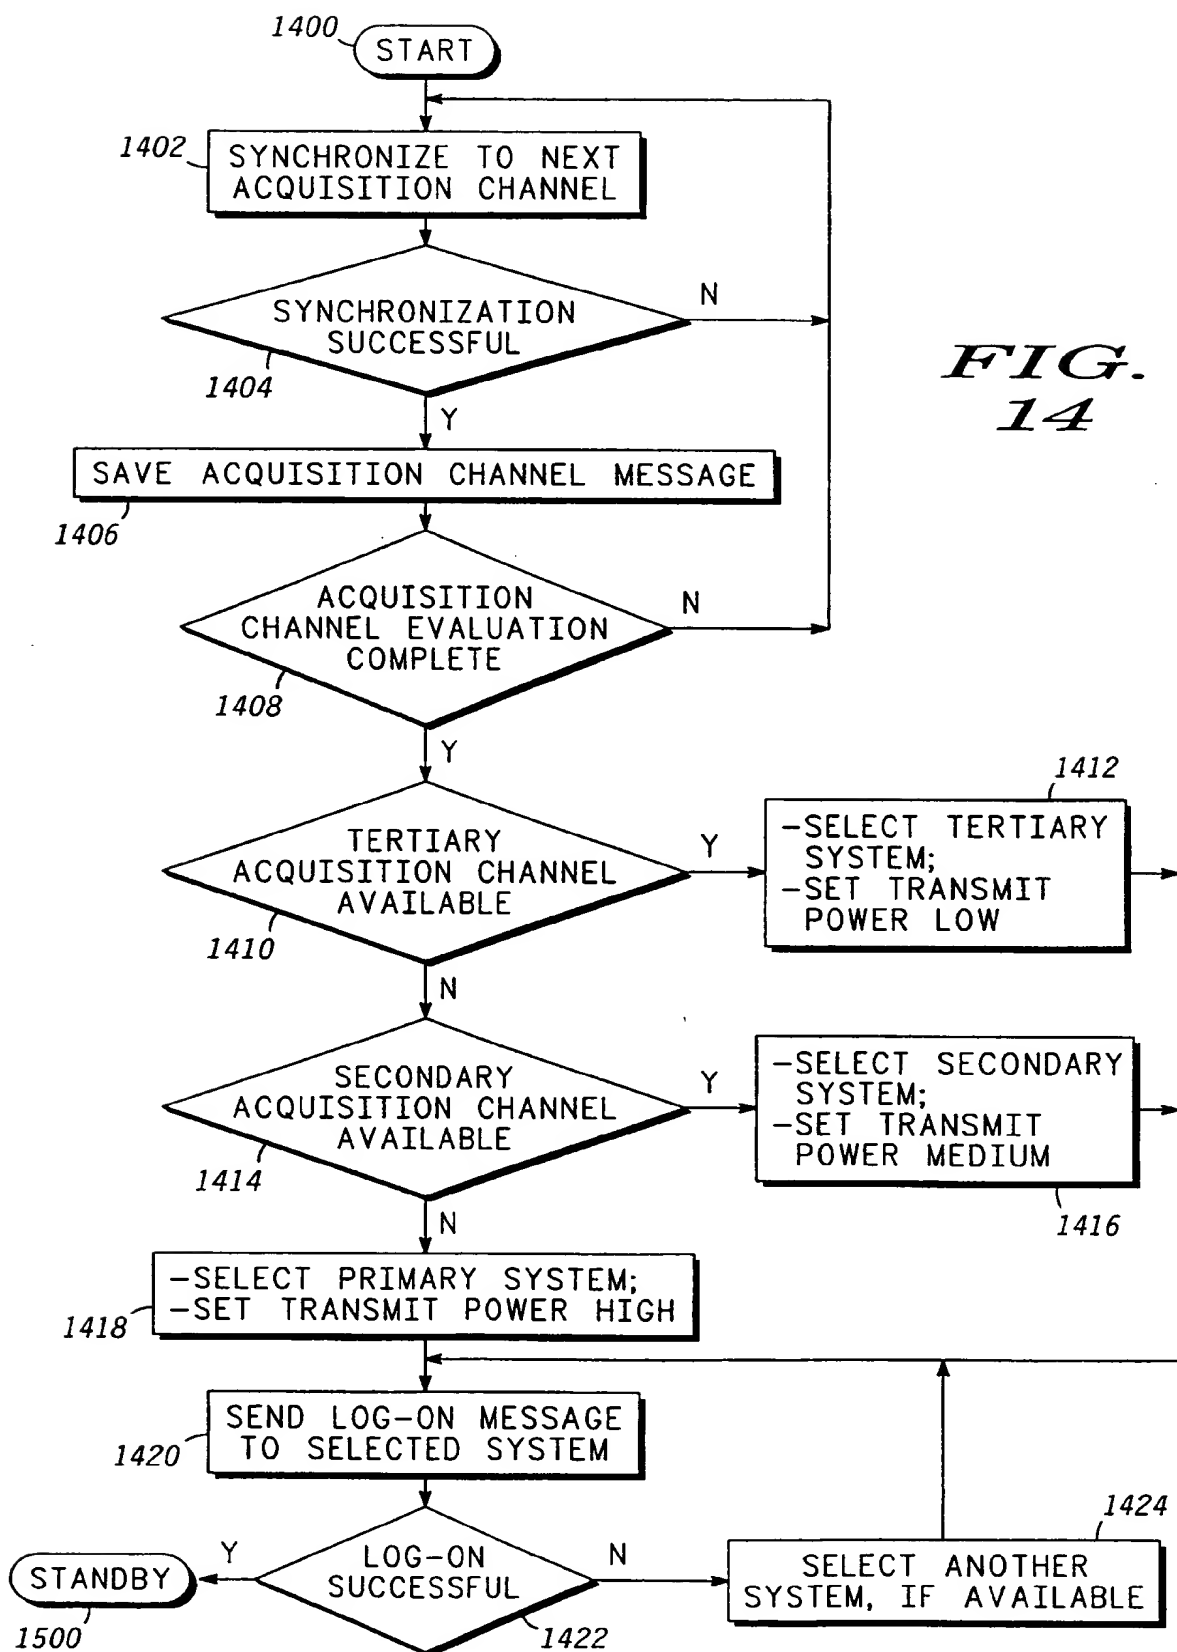 1400
START
1402
SYNCHRONIZE TO NEXT
ACQUISITION CHANNEL
SYNCHRONIZATION
SUCCESSFUL
N
1404
Y
FIG.
14
SAVE ACQUISITION CHANNEL MESSAGE
1406
ACQUISITION
CHANNEL EVALUATION
COMPLETE
N
1408
Y
TERTIARY
ACQUISITION CHANNEL
AVAILABLE
Y
1410
1412
-SELECT TERTIARY
SYSTEM;
-SET TRANSMIT
POWER LOW
N
SECONDARY
ACQUISITION CHANNEL
AVAILABLE
Y
1414
-SELECT SECONDARY
SYSTEM;
-SET TRANSMIT
POWER MEDIUM
1416
N
-SELECT PRIMARY SYSTEM;
-SET TRANSMIT POWER HIGH
1418
SEND LOG-ON MESSAGE
TO SELECTED SYSTEM
1420
LOG-ON
SUCCESSFUL
1422
Y
STANDBY
1500
N
1424
SELECT ANOTHER
SYSTEM, IF AVAILABLE